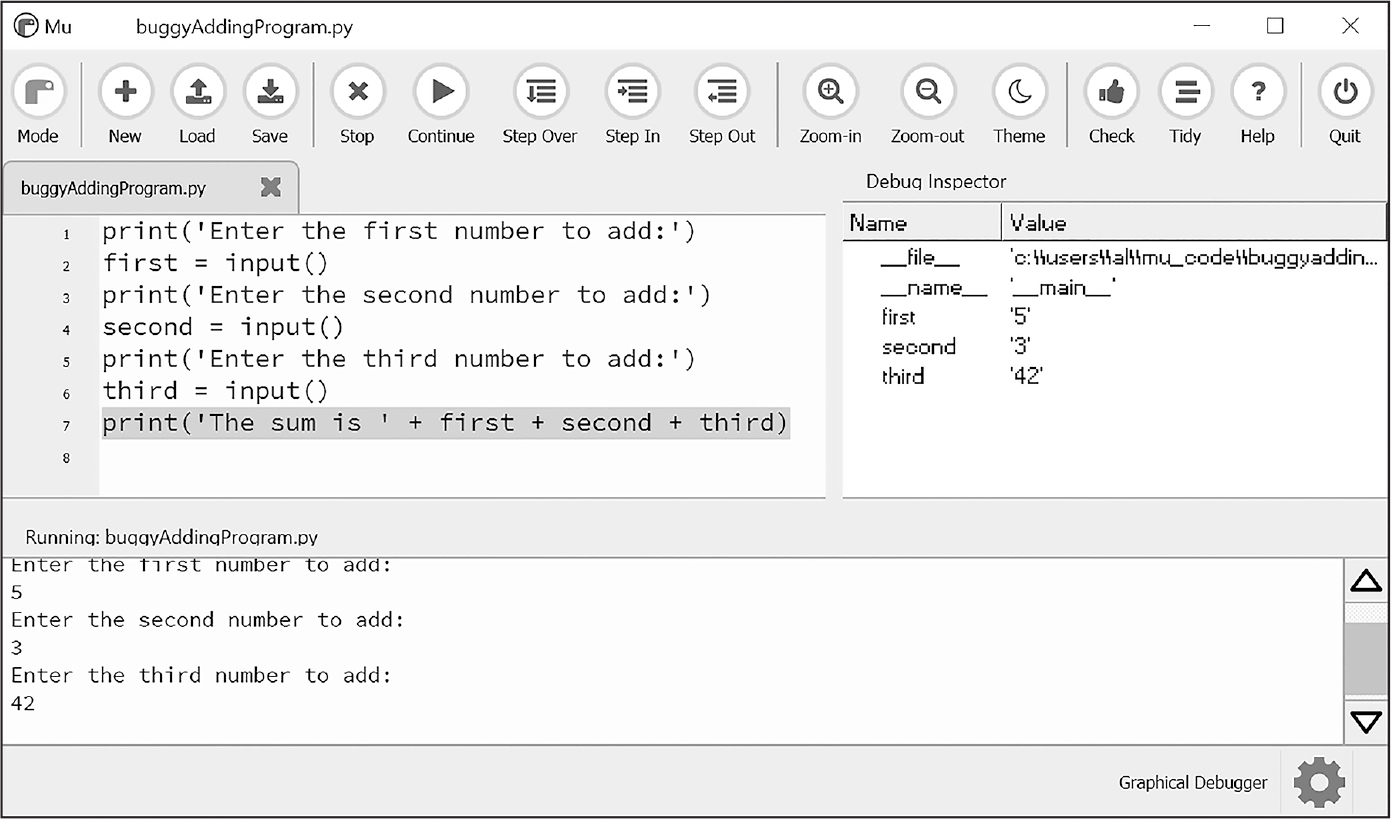 Mu buggyAddingProgram.py
Mode New Load Save Stop Continue Step Over Step In Step Out Zoom-in Zoom-out Theme Check Tidy Help Quit
buggyAddingProgram.py
1 print('Enter the first number to add:')
2 first = input()
3 print('Enter the second number to add:')
4 second = input()
5 print('Enter the third number to add:')
6 third = input()
7 print('The sum is ' + first + second + third)
8
Debug Inspector
Name Value
__file__ 'c:\\users\\al\\mu_code\\buggyaddin...
__name__ '__main__'
first '5'
second '3'
third '42'
Running: buggyAddingProgram.py
Enter the first number to add:
5
Enter the second number to add:
3
Enter the third number to add:
42
Graphical Debugger